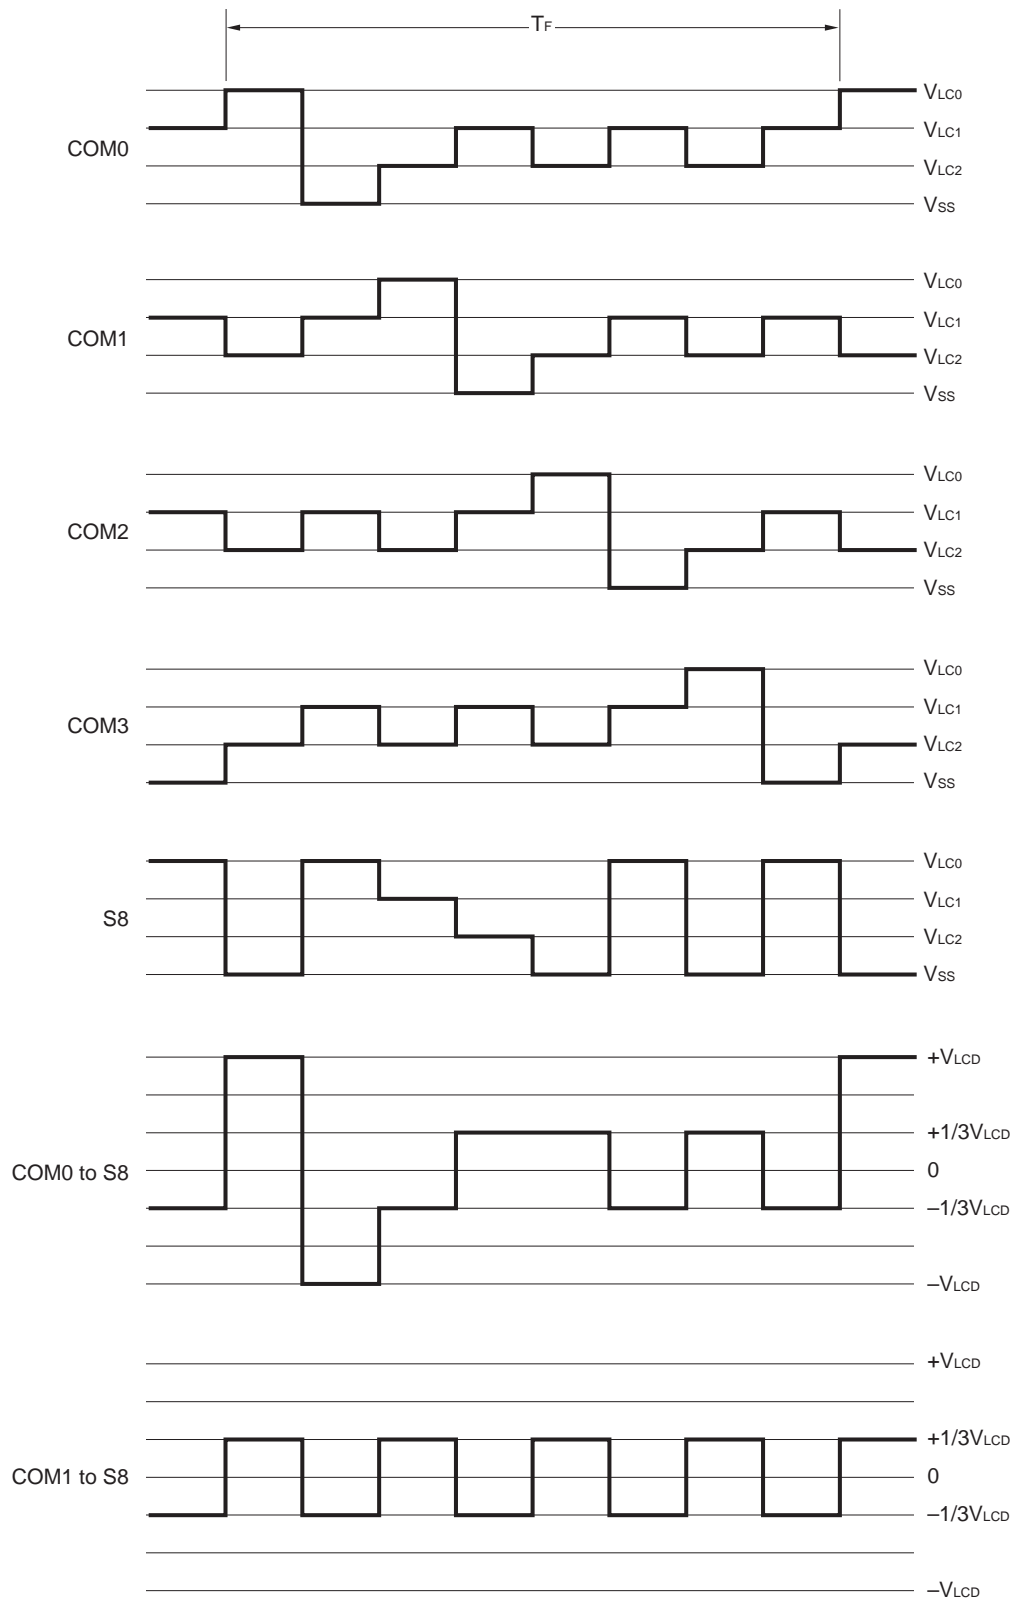 TF
VLC0
VLC1
COM0
VLC2
VSS
VLC0
VLC1
COM1
VLC2
VSS
VLC0
VLC1
COM2
VLC2
VSS
VLC0
VLC1
COM3
VLC2
VSS
VLC0
VLC1
S8
VLC2
VSS
+VLCD
+1/3VLCD
COM0 to S8
0
–1/3VLCD
–VLCD
+VLCD
+1/3VLCD
COM1 to S8
0
–1/3VLCD
–VLCD